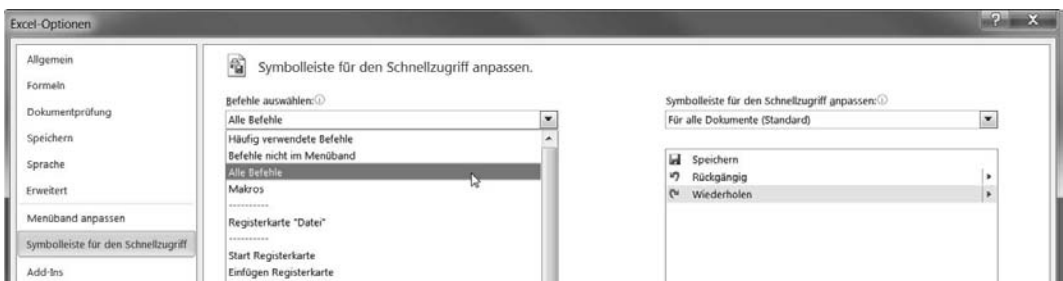 Excel-Optionen
? X
Allgemein
Formeln
Dokumentprüfung
Speichern
Sprache
Erweitert
Menüband anpassen
Symbolleiste für den Schnellzugriff
Add-Ins
Symbolleiste für den Schnellzugriff anpassen.
Befehle auswählen:
Alle Befehle
Häufig verwendete Befehle
Befehle nicht im Menüband
Alle Befehle
Makros
----------
Registerkarte "Datei"
----------
Start Registerkarte
Einfügen Registerkarte
Symbolleiste für den Schnellzugriff anpassen:
Für alle Dokumente (Standard)
Speichern
Rückgängig
Wiederholen